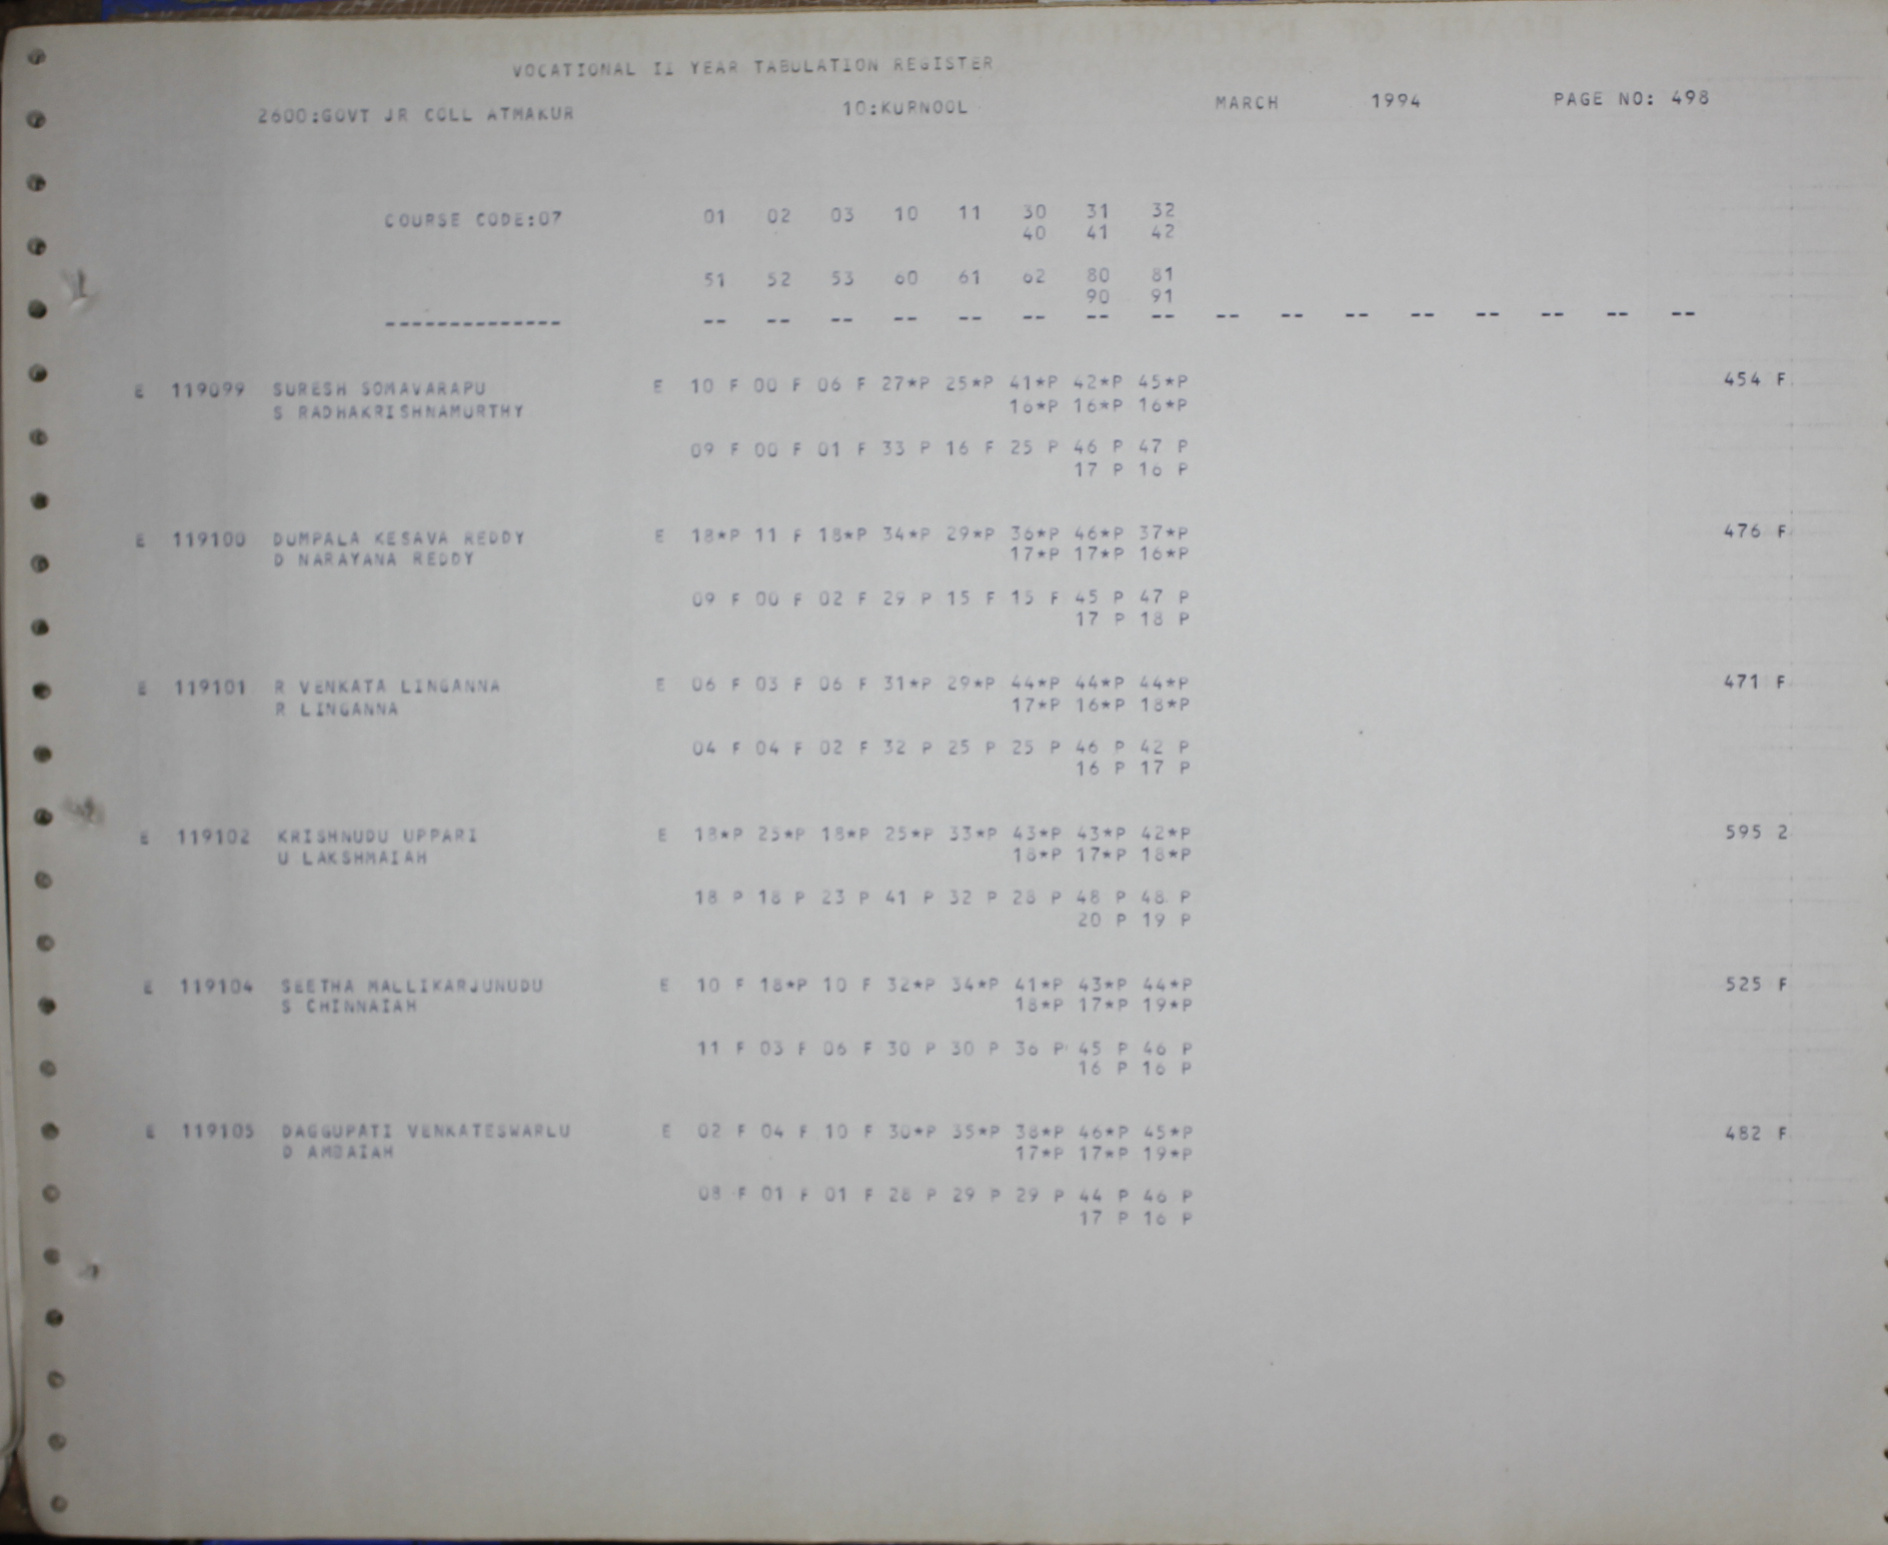 VOCATIONAL II YEAR TABULATION REGISTER
2600:GOVT JR COLL ATMAKUR 10:KURNOOL MARCH 1994 PAGE NO: 498
COURSE CODE:07 01 02 03 10 11 30 31 32
40 41 42
51 52 53 60 61 62 80 81
90 91
-------------- -- -- -- -- -- -- -- -- -- -- -- -- -- -- -- --
E 119099 SURESH SOMAVARAPU E 10 F 00 F 06 F 27*P 25*P 41*P 42*P 45*P 454 F
S RADHAKRISHNAMURTHY 16*P 16*P 16*P
09 F 00 F 01 F 33 P 16 F 25 P 46 P 47 P
17 P 16 P
E 119100 DUMPALA KESAVA REDDY E 18*P 11 F 18*P 34*P 29*P 36*P 46*P 37*P 476 F
D NARAYANA REDDY 17*P 17*P 16*P
09 F 00 F 02 F 29 P 15 F 15 F 45 P 47 P
17 P 18 P
E 119101 R VENKATA LINGANNA E 06 F 03 F 06 F 31*P 29*P 44*P 44*P 44*P 471 F
R LINGANNA 17*P 16*P 18*P
04 F 04 F 02 F 32 P 25 P 25 P 46 P 42 P
16 P 17 P
E 119102 KRISHNUDU UPPARI E 18*P 25*P 18*P 25*P 33*P 43*P 43*P 42*P 595 2
U LAKSHMAIAH 18*P 17*P 18*P
18 P 18 P 23 P 41 P 32 P 28 P 48 P 48 P
20 P 19 P
E 119104 SEETHA MALLIKARJUNUDU E 10 F 18*P 10 F 32*P 34*P 41*P 43*P 44*P 525 F
S CHINNAIAH 18*P 17*P 19*P
11 F 03 F 06 F 30 P 30 P 36 P 45 P 46 P
16 P 16 P
E 119105 DAGGUPATI VENKATESWARLU E 02 F 04 F 10 F 30*P 35*P 38*P 46*P 45*P 482 F
D AMBAIAH 17*P 17*P 19*P
08 F 01 F 01 F 28 P 29 P 29 P 44 P 46 P
17 P 16 P